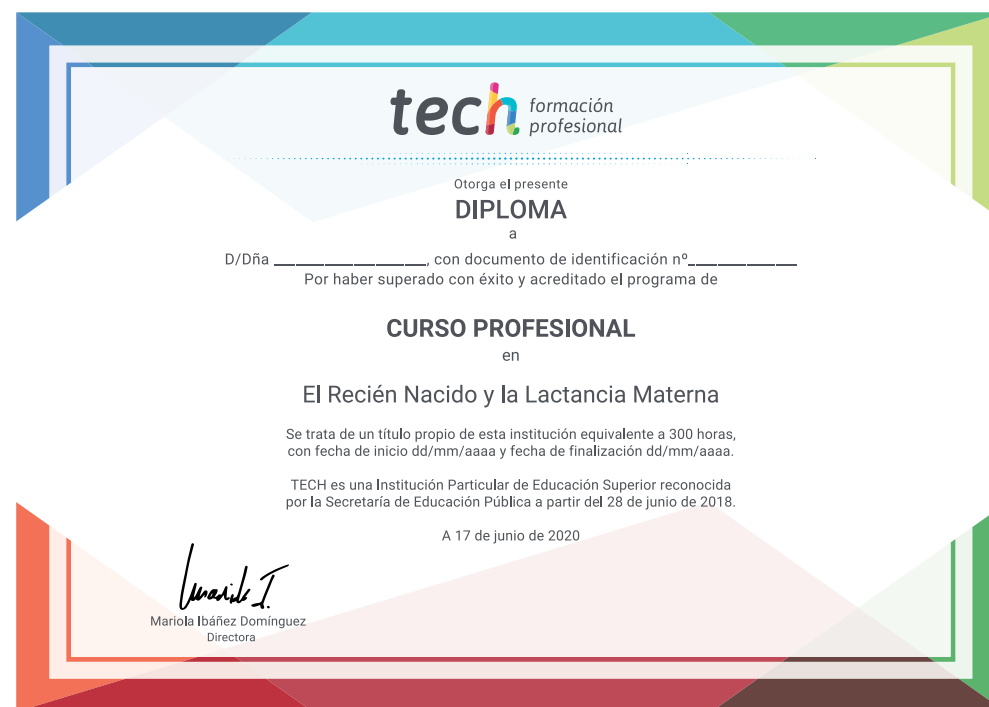 tech formación
profesional
Otorga el presente
DIPLOMA
a
D/Dña ______________, con documento de identificación nº__________
Por haber superado con éxito y acreditado el programa de
CURSO PROFESIONAL
en
El Recién Nacido y la Lactancia Materna
Se trata de un título propio de esta institución equivalente a 300 horas,
con fecha de inicio dd/mm/aaaa y fecha de finalización dd/mm/aaaa.
TECH es una Institución Particular de Educación Superior reconocida
por la Secretaría de Educación Pública a partir del 28 de junio de 2018.
A 17 de junio de 2020
Mariola I.
Mariola Ibáñez Domínguez
Directora